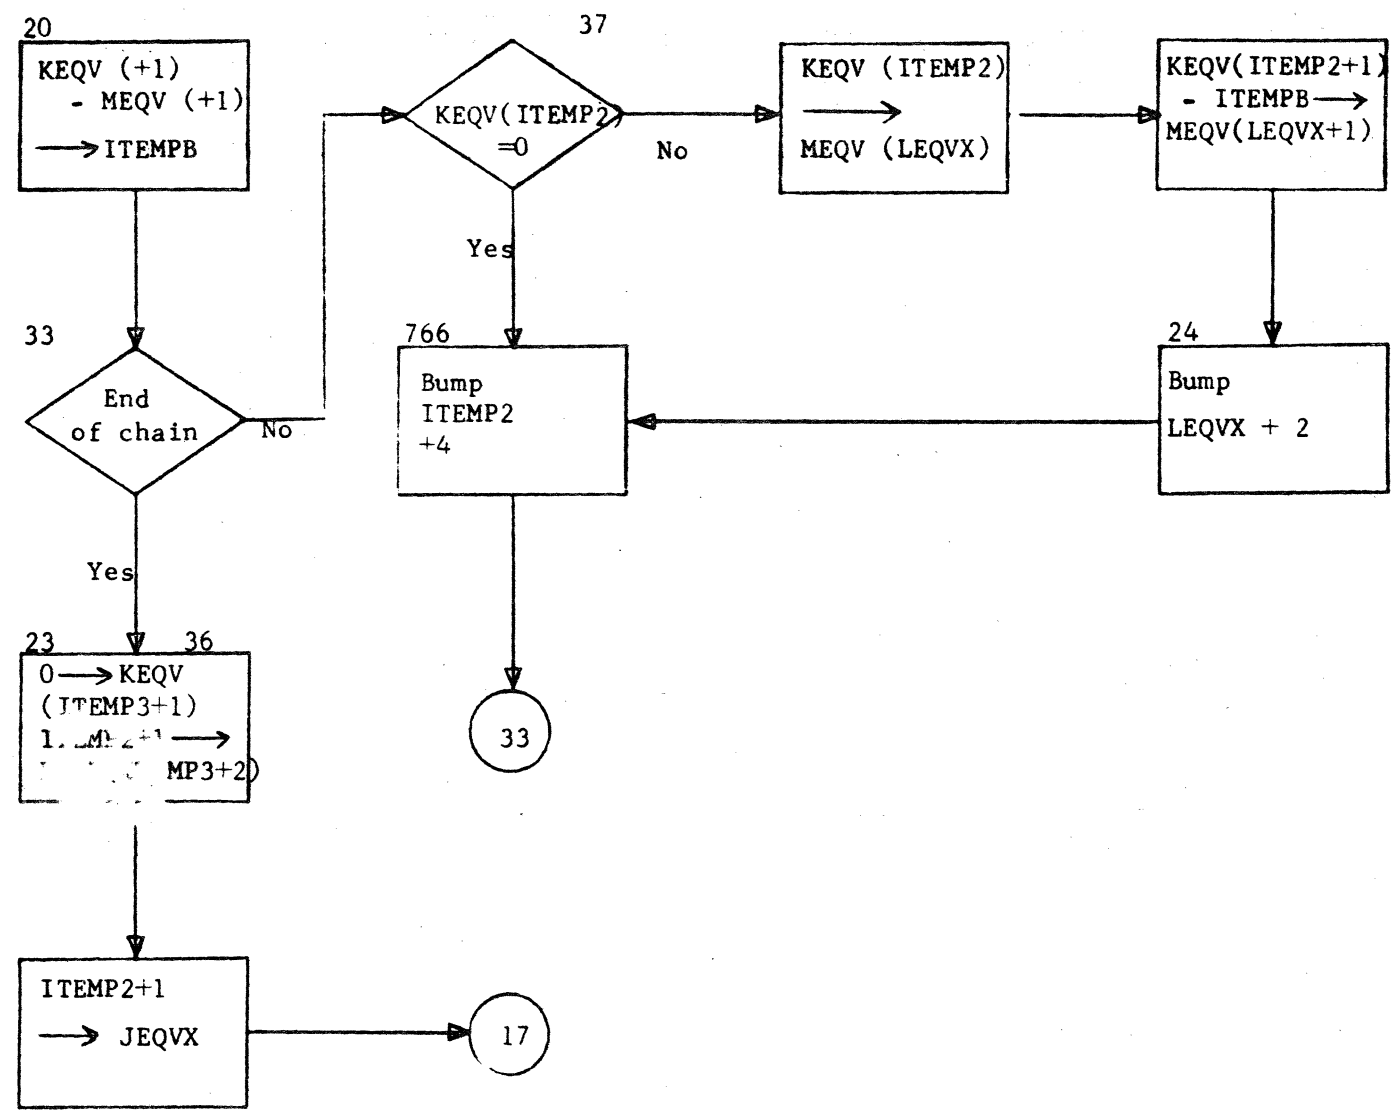 20
KEQV (+1)
- MEQV (+1)
→ ITEMPB
37
KEQV(ITEMP2)
=0
No
Yes
KEQV (ITEMP2)
→
MEQV (LEQVX)
KEQV(ITEMP2+1)
- ITEMPB →
MEQV(LEQVX+1)
33
End
of chain
No
Yes
766
Bump
ITEMP2
+4
24
Bump
LEQVX + 2
23 36
0 → KEQV
(ITEMP3+1)
→
MP3+2)
33
ITEMP2+1
→ JEQVX
17